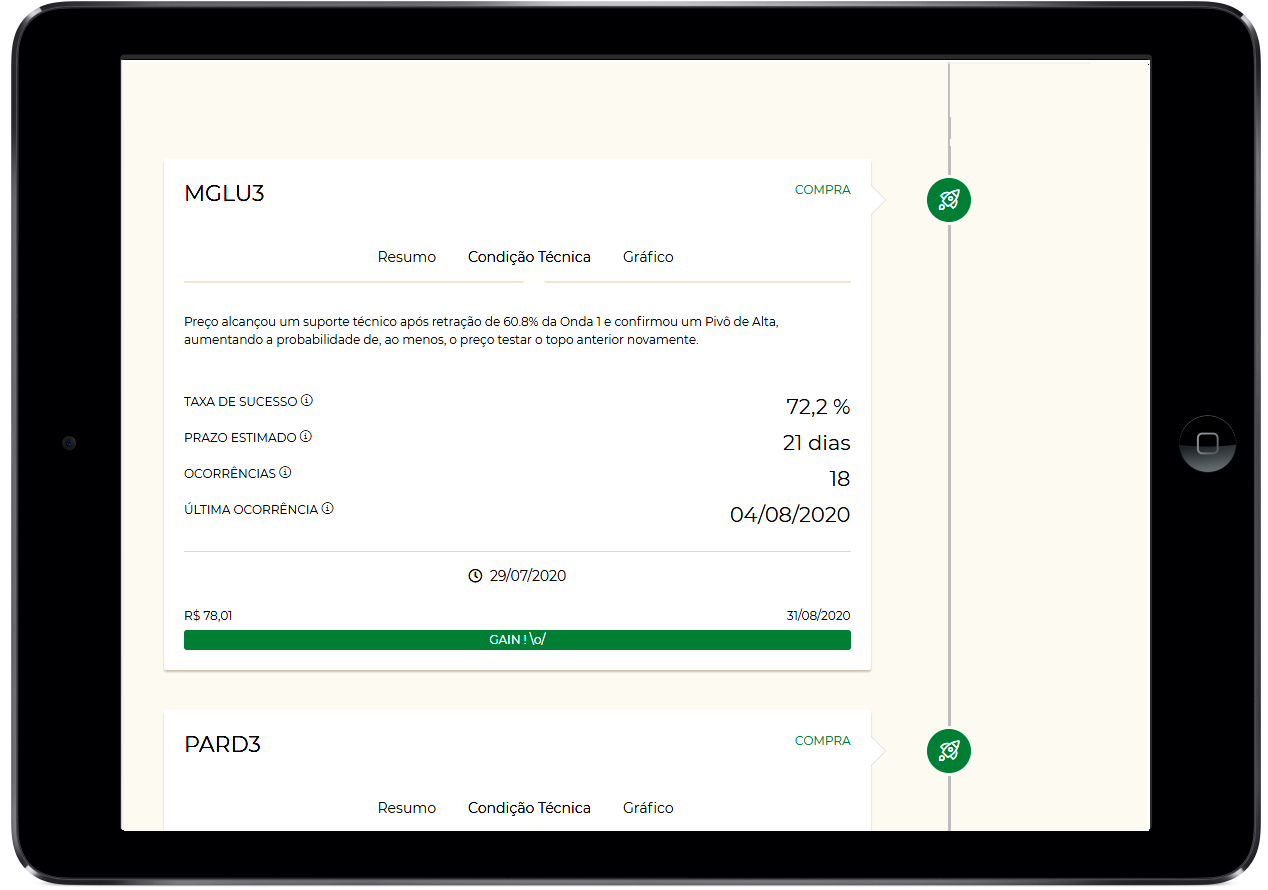 MGLU3
COMPRA
Resumo Condição Técnica Gráfico
Preço alcançou um suporte técnico após retração de 60.8% da Onda 1 e confirmou um Pivô de Alta,
aumentando a probabilidade de, ao menos, o preço testar o topo anterior novamente.
TAXA DE SUCESSO
72,2 %
PRAZO ESTIMADO
21 dias
OCORRÊNCIAS
18
ÚLTIMA OCORRÊNCIA
04/08/2020
29/07/2020
R$ 78,01
31/08/2020
GAIN ! \o/
PARD3
COMPRA
Resumo Condição Técnica Gráfico